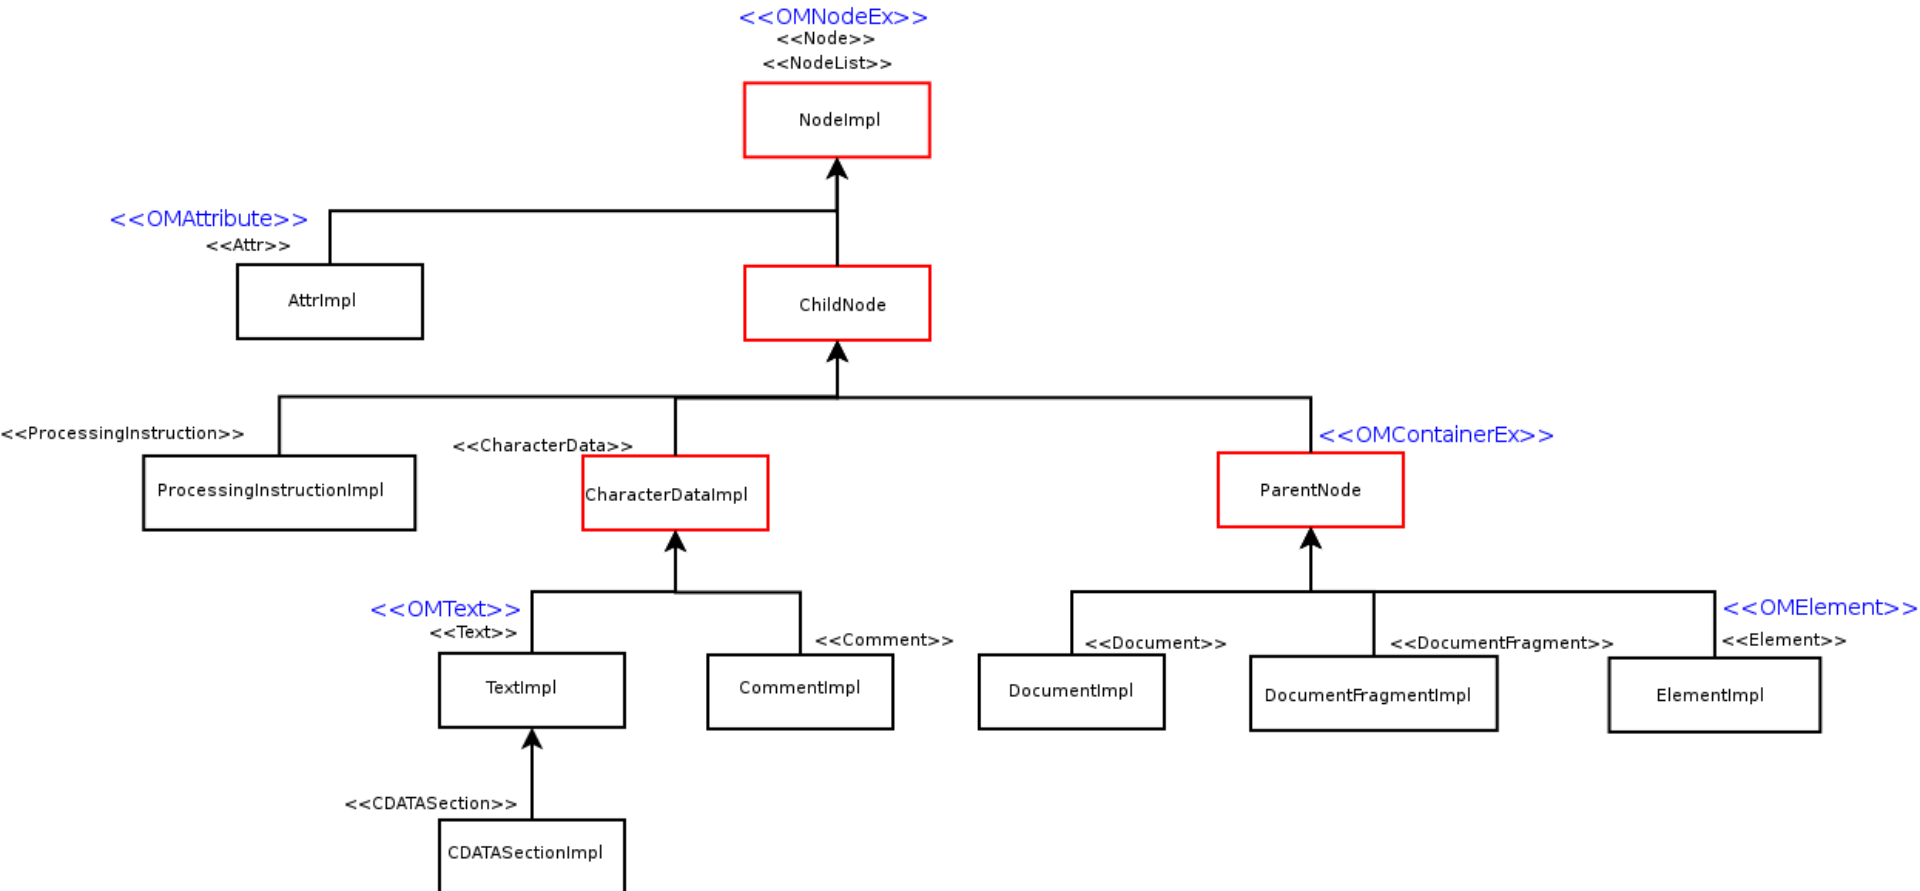 <<OMNodeEx>>
<<Node>>
<<NodeList>>
NodeImpl
<<OMAttribute>>
<<Attr>>
AttrImpl
ChildNode
<<ProcessingInstruction>>
ProcessingInstructionImpl
<<CharacterData>>
CharacterDataImpl
<<OMContainerEx>>
ParentNode
<<OMText>>
<<Text>>
TextImpl
<<Comment>>
CommentImpl
<<Document>>
DocumentImpl
<<DocumentFragment>>
DocumentFragmentImpl
<<OMElement>>
<<Element>>
ElementImpl
<<CDATASection>>
CDATASectionImpl